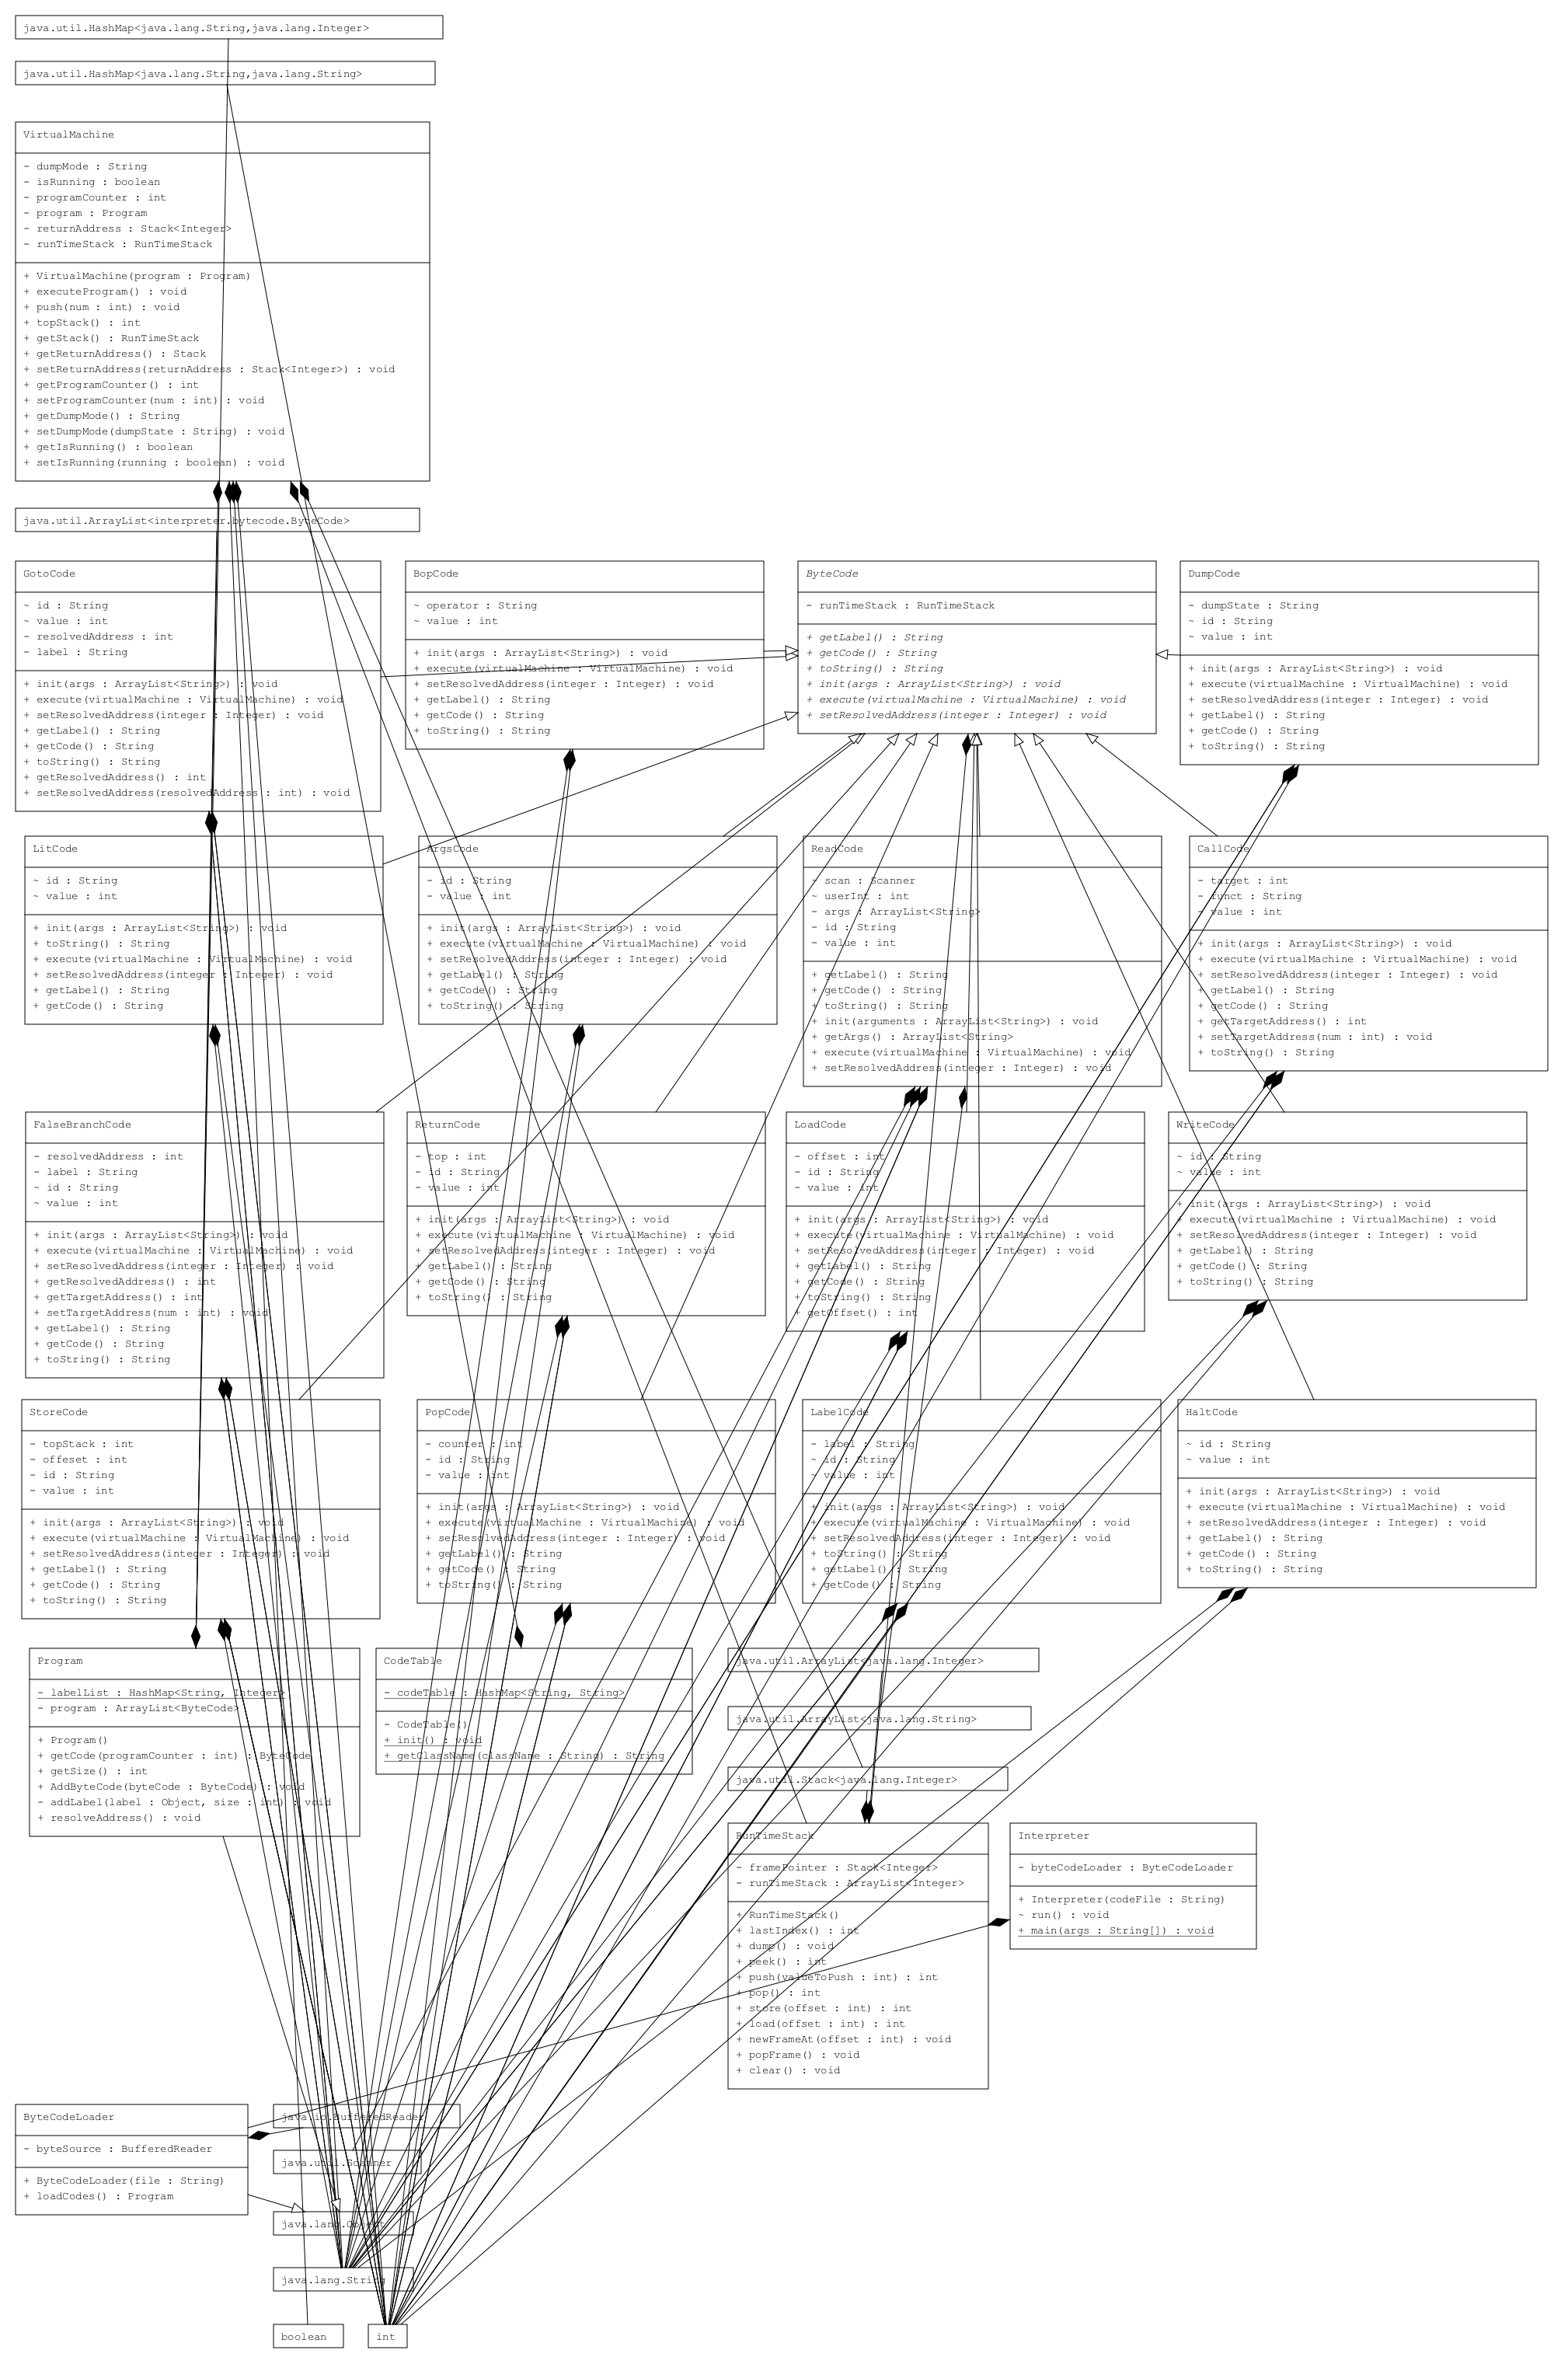 java.util.HashMap<java.lang.String,java.lang.Integer>
java.util.HashMap<java.lang.String,java.lang.String>
VirtualMachine
- dumpMode : String
- isRunning : boolean
- programCounter : int
- program : Program
- returnAddress : Stack<Integer>
- runTimeStack : RunTimeStack
+ VirtualMachine(program : Program)
+ executeProgram() : void
+ push(num : int) : void
+ topStack() : int
+ getStack() : RunTimeStack
+ getReturnAddress() : Stack
+ setReturnAddress(returnAddress : Stack<Integer>) : void
+ getProgramCounter() : int
+ setProgramCounter(num : int) : void
+ getDumpMode() : String
+ setDumpMode(dumpState : String) : void
+ getIsRunning() : boolean
+ setIsRunning(running : boolean) : void
java.util.ArrayList<interpreter.bytecode.ByteCode>
GotoCode
~ id : String
~ value : int
- resolvedAddress : int
- label : String
+ init(args : ArrayList<String>) : void
+ execute(virtualMachine : VirtualMachine) : void
+ setResolvedAddress(integer : Integer) : void
+ getLabel() : String
+ getCode() : String
+ toString() : String
+ getResolvedAddress() : int
+ setResolvedAddress(resolvedAddress : int) : void
BopCode
~ operator : String
~ value : int
+ init(args : ArrayList<String>) : void
+ execute(virtualMachine : VirtualMachine) : void
+ setResolvedAddress(integer : Integer) : void
+ getLabel() : String
+ getCode() : String
+ toString() : String
ByteCode
- runTimeStack : RunTimeStack
+ getLabel() : String
+ getCode() : String
+ toString() : String
+ init(args : ArrayList<String>) : void
+ execute(virtualMachine : VirtualMachine) : void
+ setResolvedAddress(integer : Integer) : void
DumpCode
- dumpState : String
~ id : String
~ value : int
+ init(args : ArrayList<String>) : void
+ execute(virtualMachine : VirtualMachine) : void
+ setResolvedAddress(integer : Integer) : void
+ getLabel() : String
+ getCode() : String
+ toString() : String
LitCode
~ id : String
~ value : int
+ init(args : ArrayList<String>) : void
+ toString() : String
+ execute(virtualMachine : VirtualMachine) : void
+ setResolvedAddress(integer : Integer) : void
+ getLabel() : String
+ getCode() : String
ArgsCode
- id : String
- value : int
+ init(args : ArrayList<String>) : void
+ execute(virtualMachine : VirtualMachine) : void
+ setResolvedAddress(integer : Integer) : void
+ getLabel() : String
+ getCode() : String
+ toString() : String
ReadCode
- scan : Scanner
~ userInt : int
- args : ArrayList<String>
- id : String
- value : int
+ getLabel() : String
+ getCode() : String
+ toString() : String
+ init(arguments : ArrayList<String>) : void
+ getArgs() : ArrayList<String>
+ execute(virtualMachine : VirtualMachine) : void
+ setResolvedAddress(integer : Integer) : void
CallCode
- target : int
- funct : String
- value : int
+ init(args : ArrayList<String>) : void
+ execute(virtualMachine : VirtualMachine) : void
+ setResolvedAddress(integer : Integer) : void
+ getLabel() : String
+ getCode() : String
+ getTargetAddress() : int
+ setTargetAddress(num : int) : void
+ toString() : String
FalseBranchCode
- resolvedAddress : int
- label : String
~ id : String
~ value : int
+ init(args : ArrayList<String>) : void
+ execute(virtualMachine : VirtualMachine) : void
+ setResolvedAddress(integer : Integer) : void
+ getResolvedAddress() : int
+ getTargetAddress() : int
+ setTargetAddress(num : int) : void
+ getLabel() : String
+ getCode() : String
+ toString() : String
ReturnCode
- top : int
- id : String
- value : int
+ init(args : ArrayList<String>) : void
+ execute(virtualMachine : VirtualMachine) : void
+ setResolvedAddress(integer : Integer) : void
+ getLabel() : String
+ getCode() : String
+ toString() : String
LoadCode
- offset : int
- id : String
- value : int
+ init(args : ArrayList<String>) : void
+ execute(virtualMachine : VirtualMachine) : void
+ setResolvedAddress(integer : Integer) : void
+ getLabel() : String
+ getCode() : String
+ toString() : String
+ getOffset() : int
WriteCode
~ id : String
~ value : int
+ init(args : ArrayList<String>) : void
+ execute(virtualMachine : VirtualMachine) : void
+ setResolvedAddress(integer : Integer) : void
+ getLabel() : String
+ getCode() : String
+ toString() : String
StoreCode
- topStack : int
- offeset : int
- id : String
- value : int
+ init(args : ArrayList<String>) : void
+ execute(virtualMachine : VirtualMachine) : void
+ setResolvedAddress(integer : Integer) : void
+ getLabel() : String
+ getCode() : String
+ toString() : String
PopCode
- counter : int
- id : String
- value : int
+ init(args : ArrayList<String>) : void
+ execute(virtualMachine : VirtualMachine) : void
+ setResolvedAddress(integer : Integer) : void
+ getLabel() : String
+ getCode() : String
+ toString() : String
LabelCode
- label : String
~ id : String
~ value : int
+ init(args : ArrayList<String>) : void
+ execute(virtualMachine : VirtualMachine) : void
+ setResolvedAddress(integer : Integer) : void
+ toString() : String
+ getLabel() : String
+ getCode() : String
HaltCode
~ id : String
~ value : int
+ init(args : ArrayList<String>) : void
+ execute(virtualMachine : VirtualMachine) : void
+ setResolvedAddress(integer : Integer) : void
+ getLabel() : String
+ getCode() : String
+ toString() : String
Program
- labelList : HashMap<String, Integer>
- program : ArrayList<ByteCode>
+ Program()
+ getCode(programCounter : int) : ByteCode
+ getSize() : int
+ AddByteCode(byteCode : ByteCode) : void
- addLabel(label : Object, size : int) : void
+ resolveAddress() : void
CodeTable
- codeTable : HashMap<String, String>
- CodeTable()
+ init() : void
+ getClassName(className : String) : String
java.util.ArrayList<java.lang.Integer>
java.util.ArrayList<java.lang.String>
java.util.Stack<java.lang.Integer>
RunTimeStack
- framePointer : Stack<Integer>
- runTimeStack : ArrayList<Integer>
+ RunTimeStack()
+ lastIndex() : int
+ dump() : void
+ peek() : int
+ push(valueToPush : int) : int
+ pop() : int
+ store(offset : int) : int
+ load(offset : int) : int
+ newFrameAt(offset : int) : void
+ popFrame() : void
+ clear() : void
Interpreter
- byteCodeLoader : ByteCodeLoader
+ Interpreter(codeFile : String)
~ run() : void
+ main(args : String[]) : void
ByteCodeLoader
- byteSource : BufferedReader
+ ByteCodeLoader(file : String)
+ loadCodes() : Program
java.io.BufferedReader
java.util.Scanner
java.lang.Object
java.lang.String
boolean
int